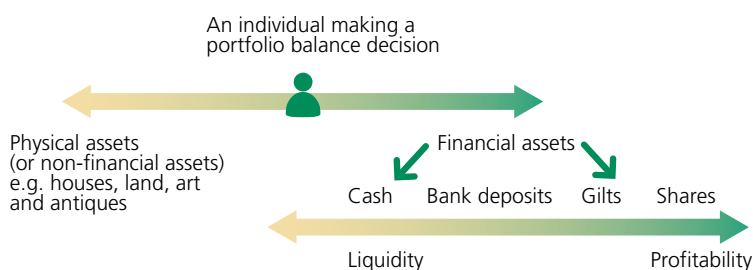 An individual making a
portfolio balance decision
Physical assets
(or non-financial assets)
e.g. houses, land, art
and antiques
Financial assets
Cash Bank deposits Gilts Shares
Liquidity Profitability